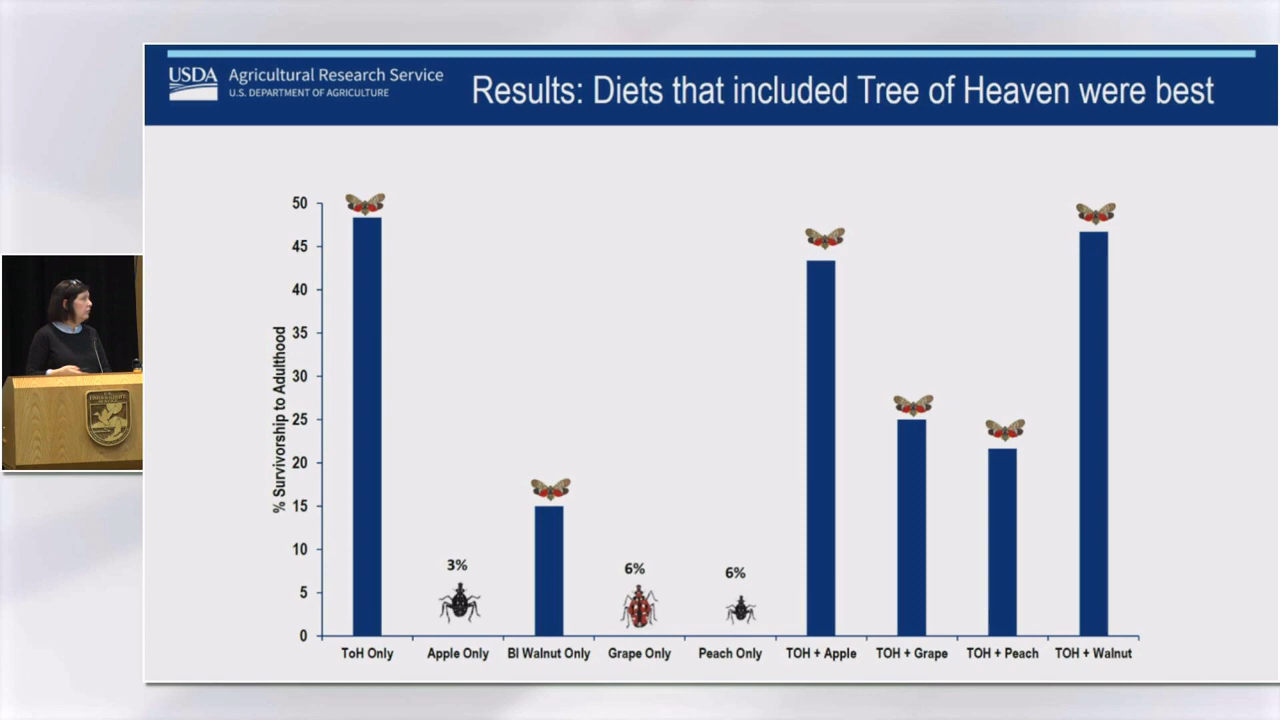 USDA
Agricultural Research Service
U.S. DEPARTMENT OF AGRICULTURE
Results: Diets that included Tree of Heaven were best
% Survivorship to Adulthood
50
45
40
35
30
25
20
15
10
5
0
3%
6%
6%
ToH Only
Apple Only
Bl Walnut Only
Grape Only
Peach Only
TOH + Apple
TOH + Grape
TOH + Peach
TOH + Walnut